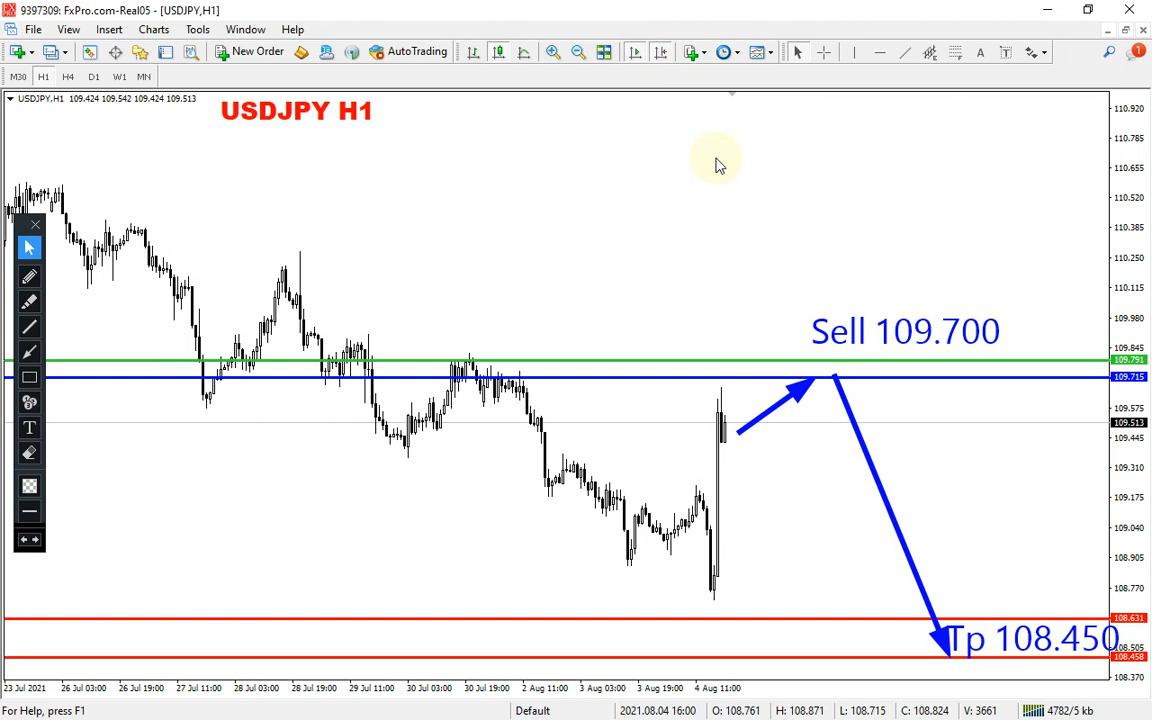 9397309: FxPro.com-Real05 - [USDJPY,H1]
File View Insert Charts Tools Window Help
New Order AutoTrading
A T
1
M30 H1 H4 D1 W1 MN
USDJPY,H1 109.424 109.542 109.424 109.513
USDJPY H1
110.920
110.785
110.655
110.520
110.385
110.250
110.115
109.980
Sell 109.700
109.845
109.791
109.715
109.575
109.513
T
109.445
109.310
109.175
109.040
108.905
108.770
108.631
Tp 108.450
108.505
108.458
108.370
23 Jul 2021 26 Jul 03:00 26 Jul 19:00 27 Jul 11:00 28 Jul 03:00 28 Jul 19:00 29 Jul 11:00 30 Jul 03:00 30 Jul 19:00 2 Aug 11:00 3 Aug 03:00 3 Aug 19:00 4 Aug 11:00
For Help, press F1 Default 2021.08.04 16:00 O: 108.761 H: 108.871 L: 108.715 C: 108.824 V: 3661 4782/5 kb